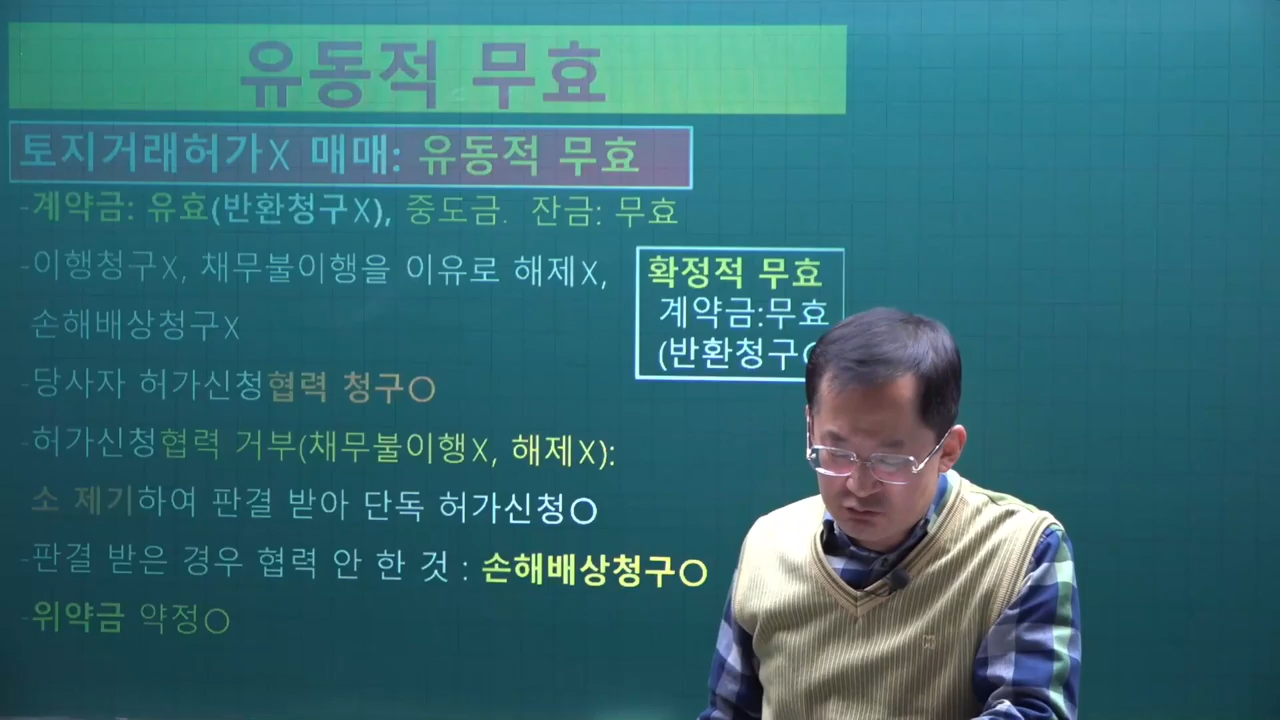 유동적 무효
토지거래허가X 매매: 유동적 무효
-계약금: 유효(반환청구X), 중도금. 잔금: 무효
-이행청구X, 채무불이행을 이유로 해제X,
손해배상청구X
확정적 무효
계약금:무효
(반환청구
-당사자 허가신청협력 청구O
-허가신청협력 거부(채무불이행X, 해제X):
소 제기하여 판결 받아 단독 허가신청O
-판결 받은 경우 협력 안 한 것 : 손해배상청구O
-위약금 약정O